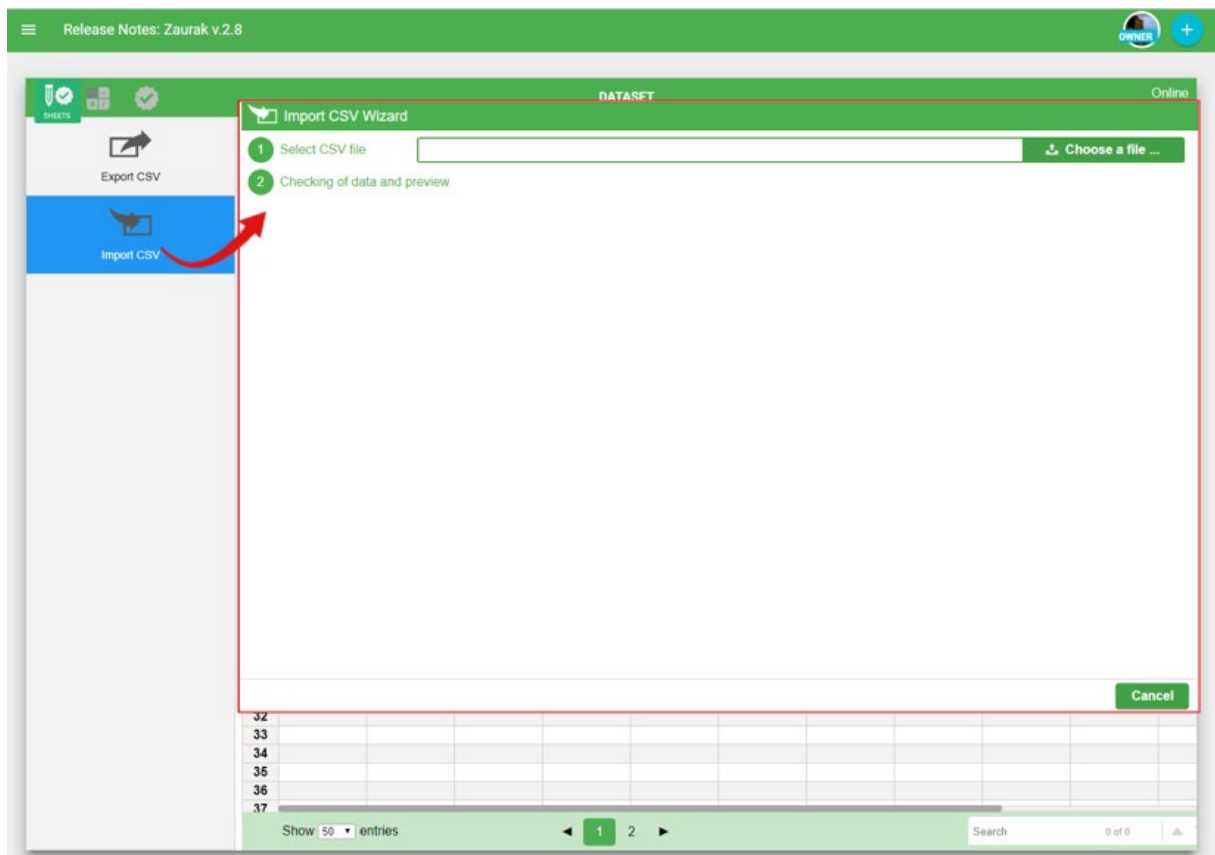 Release Notes: Zaurak v.2.8
OWNER
+
SHEETS
DATASET
Online
Import CSV Wizard
Export CSV
1 Select CSV file
Choose a file ...
2 Checking of data and preview
Import CSV
Cancel
32
33
34
35
36
37
Show 50 entries
1 2
Search
0 of 0